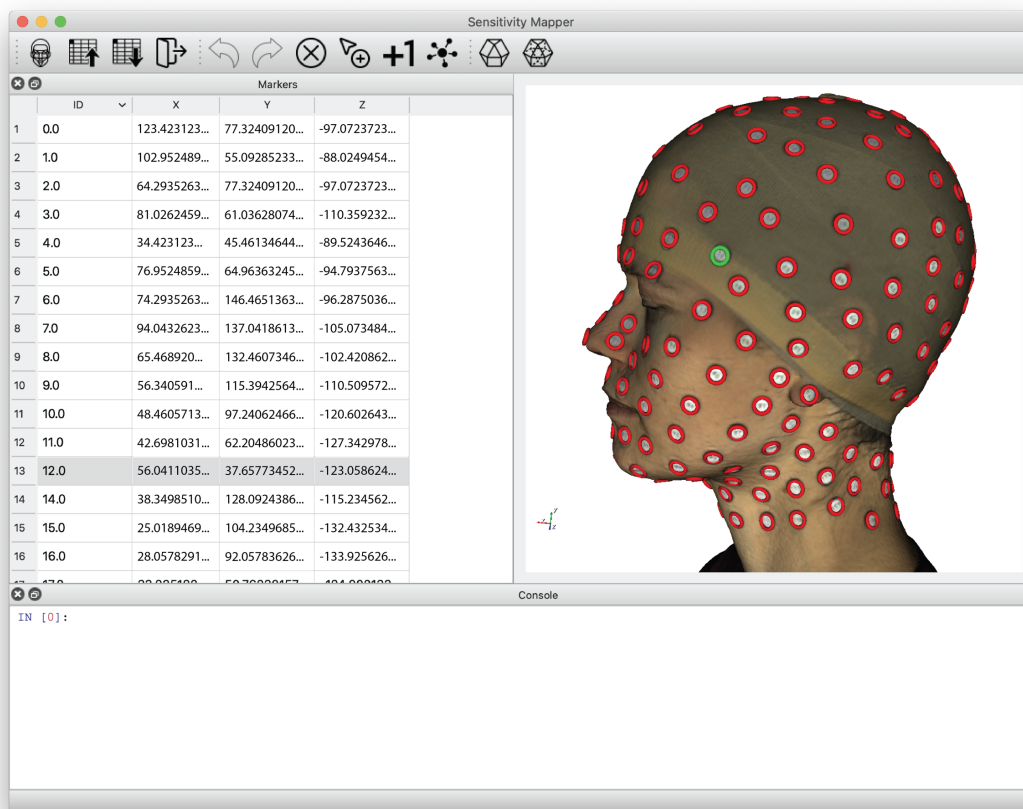 Sensitivity Mapper
+1
Markers
ID X Y Z
1 0.0 123.423123... 77.32409120... -97.0723723...
2 1.0 102.952489... 55.09285233... -88.0249454...
3 2.0 64.2935263... 77.32409120... -97.0723723...
4 3.0 81.0262459... 61.03628074... -110.359232...
5 4.0 34.423123... 45.46134644... -89.5243646...
6 5.0 76.9524859... 64.96363245... -94.7937563...
7 6.0 74.2935263... 146.4651363... -96.2875036...
8 7.0 94.0432623... 137.0418613... -105.073484...
9 8.0 65.468920... 132.4607346... -102.420862...
10 9.0 56.340591... 115.3942564... -110.509572...
11 10.0 48.4605713... 97.24062466... -120.602643...
12 11.0 42.6981031... 62.20486023... -127.342978...
13 12.0 56.0411035... 37.65773452... -123.058624...
14 14.0 38.3498510... 128.0924386... -115.234562...
15 15.0 25.0189469... 104.2349685... -132.432534...
16 16.0 28.0578291... 92.05783626... -133.925626...
Y
Z
Console
IN [0]: